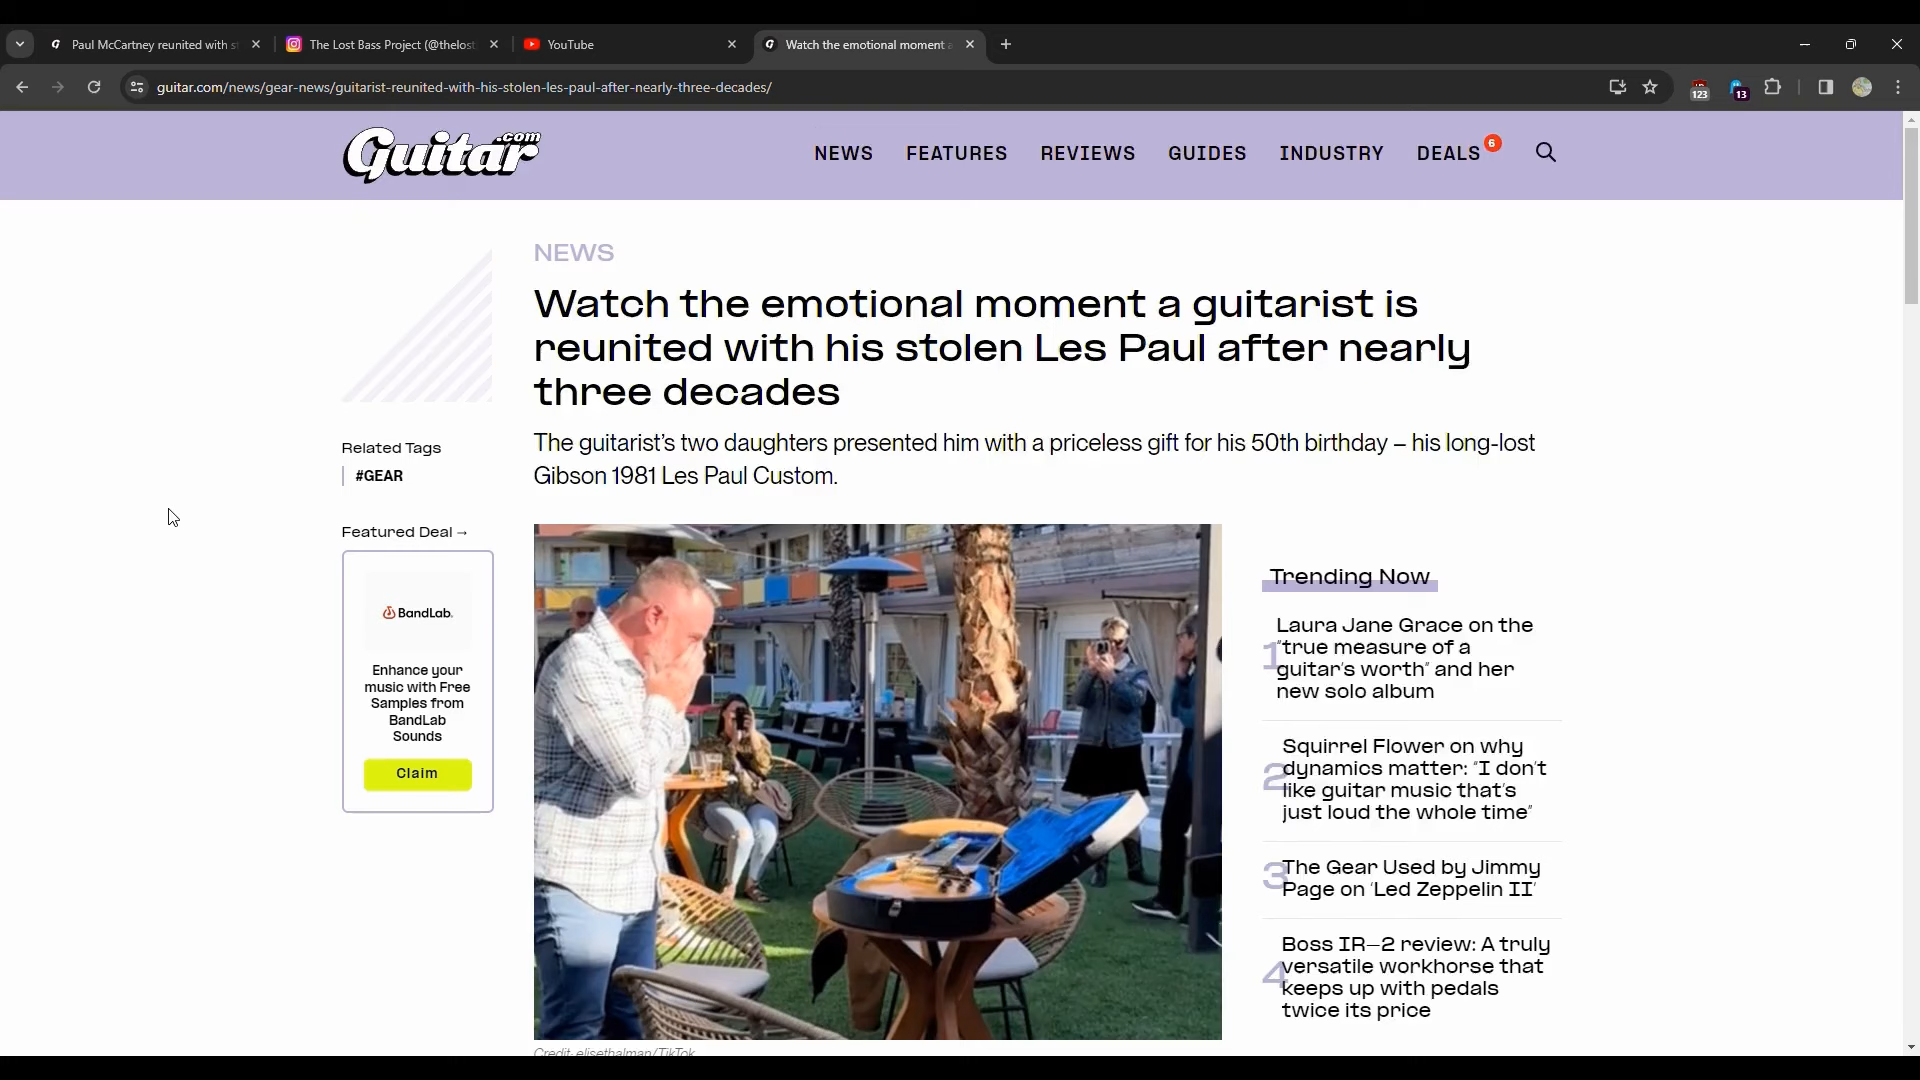 Paul McCartney reunited with s
The Lost Bass Project (@thelost
YouTube
Watch the emotional moment a
guitar.com/news/gear-news/guitarist-reunited-with-his-stolen-les-paul-after-nearly-three-decades/
123
13
Guitar.com
NEWS
FEATURES
REVIEWS
GUIDES
INDUSTRY
DEALS
6
NEWS
Watch the emotional moment a guitarist is
reunited with his stolen Les Paul after nearly
three decades
The guitarist's two daughters presented him with a priceless gift for his 50th birthday – his long-lost
Gibson 1981 Les Paul Custom.
Related Tags
#GEAR
Featured Deal →
BandLab.
Enhance your
music with Free
Samples from
BandLab
Sounds
Claim
Credit: elisethalman/TikTok
Trending Now
1
Laura Jane Grace on the
“true measure of a
guitar's worth” and her
new solo album
2
Squirrel Flower on why
dynamics matter: “I don't
like guitar music that's
just loud the whole time”
3
The Gear Used by Jimmy
Page on ‘Led Zeppelin II’
4
Boss IR–2 review: A truly
versatile workhorse that
keeps up with pedals
twice its price